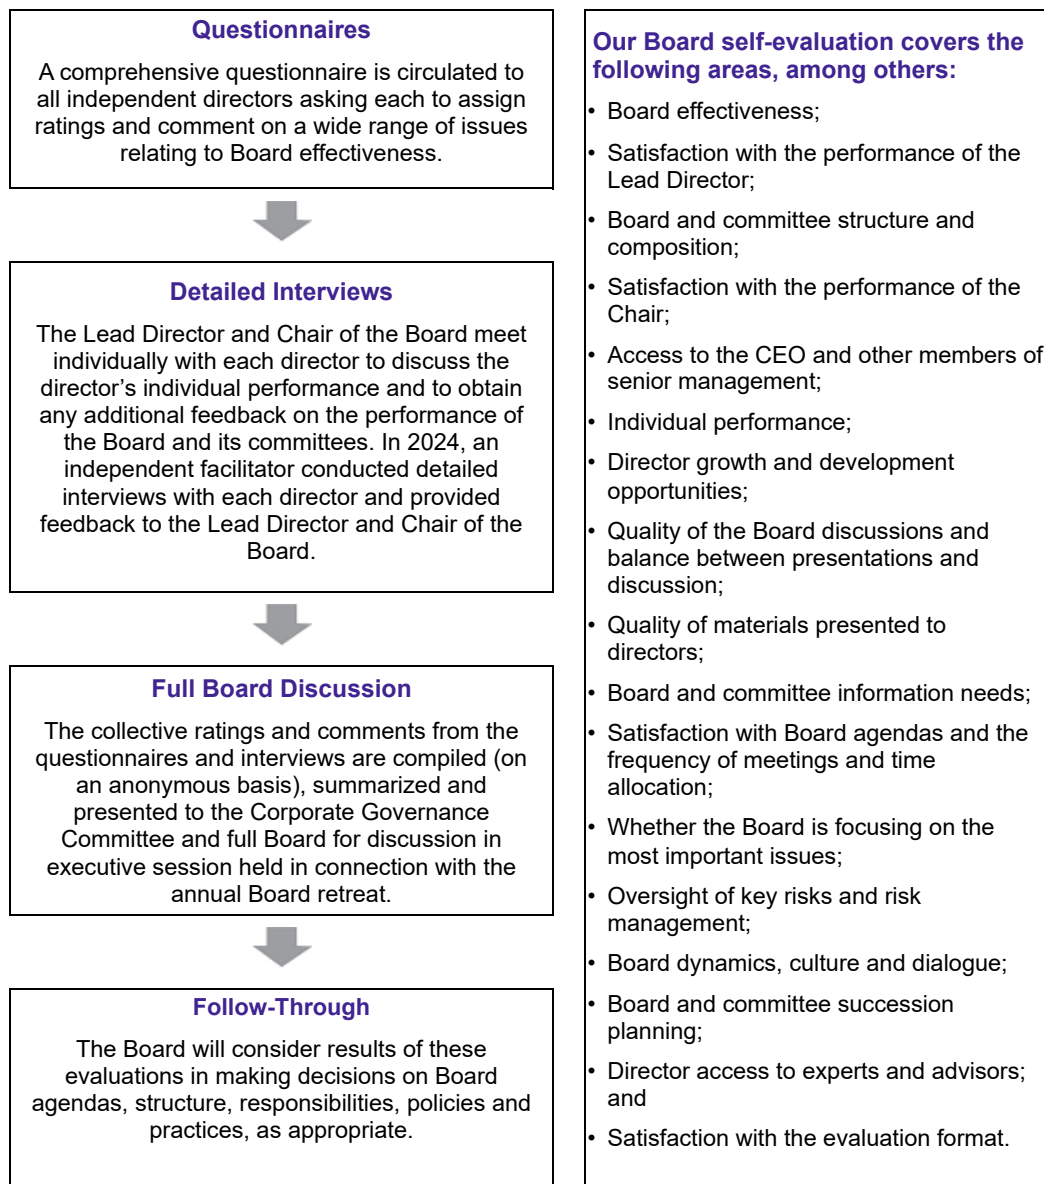 Questionnaires
A comprehensive questionnaire is circulated to
all independent directors asking each to assign
ratings and comment on a wide range of issues
relating to Board effectiveness.
Detailed Interviews
The Lead Director and Chair of the Board meet
individually with each director to discuss the
director’s individual performance and to obtain
any additional feedback on the performance of
the Board and its committees. In 2024, an
independent facilitator conducted detailed
interviews with each director and provided
feedback to the Lead Director and Chair of the
Board.
Full Board Discussion
The collective ratings and comments from the
questionnaires and interviews are compiled (on
an anonymous basis), summarized and
presented to the Corporate Governance
Committee and full Board for discussion in
executive session held in connection with the
annual Board retreat.
Follow-Through
The Board will consider results of these
evaluations in making decisions on Board
agendas, structure, responsibilities, policies and
practices, as appropriate.
Our Board self-evaluation covers the
following areas, among others:
• Board effectiveness;
• Satisfaction with the performance of the
Lead Director;
• Board and committee structure and
composition;
• Satisfaction with the performance of the
Chair;
• Access to the CEO and other members of
senior management;
• Individual performance;
• Director growth and development
opportunities;
• Quality of the Board discussions and
balance between presentations and
discussion;
• Quality of materials presented to
directors;
• Board and committee information needs;
• Satisfaction with Board agendas and the
frequency of meetings and time
allocation;
• Whether the Board is focusing on the
most important issues;
• Oversight of key risks and risk
management;
• Board dynamics, culture and dialogue;
• Board and committee succession
planning;
• Director access to experts and advisors;
and
• Satisfaction with the evaluation format.